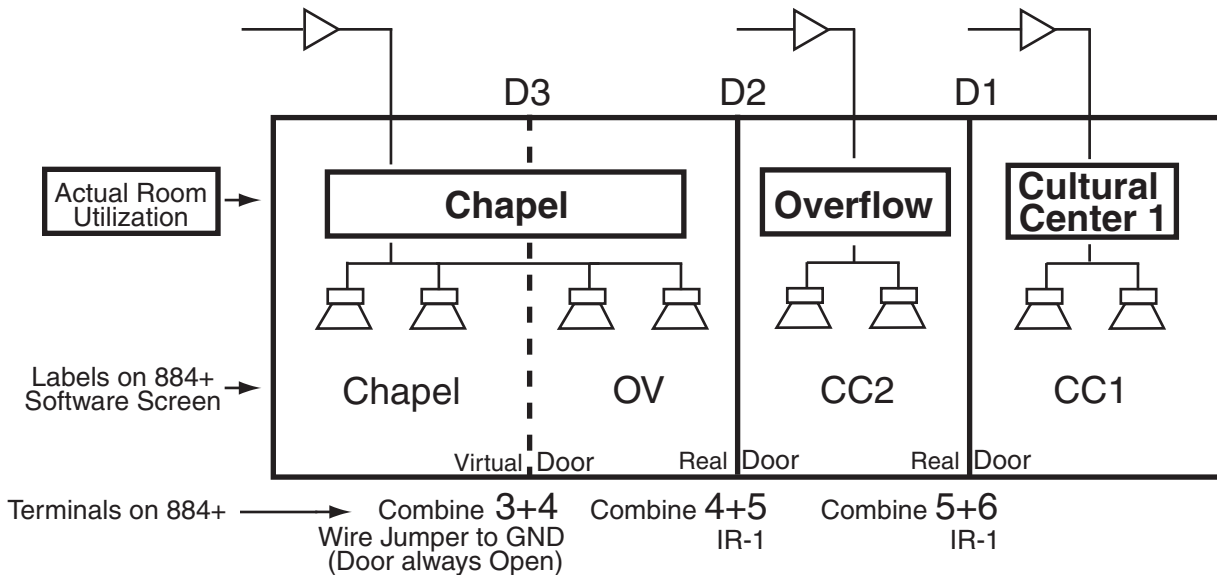 D3
D2
D1
Actual Room
Utilization
Chapel
Overflow
Cultural
Center 1
Labels on 884+
Software Screen
Chapel
OV
CC2
CC1
Virtual Door
Real Door
Real Door
Terminals on 884+
Combine 3+4
Wire Jumper to GND
(Door always Open)
Combine 4+5
IR-1
Combine 5+6
IR-1